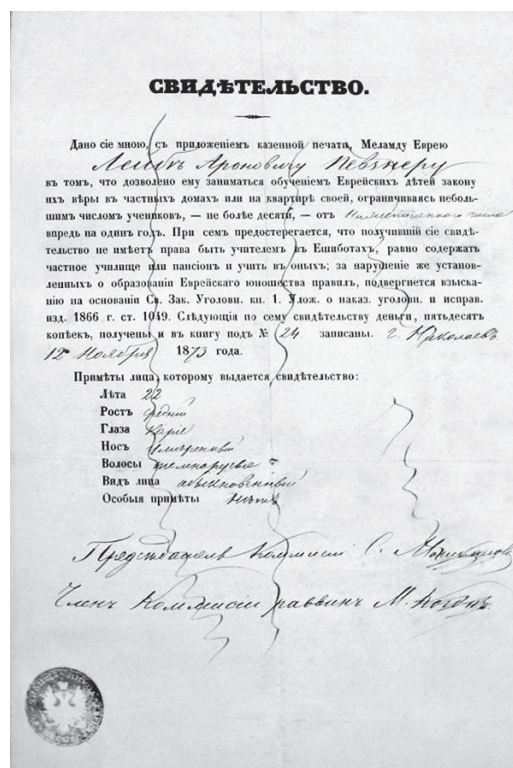 СВИДѢТЕЛЬСТВО.
Дано сіе мною, съ приложеніемъ казенной печати, Меламду Еврею
Лейбѣ Ароновичу Певзнеру
въ томъ, что дозволено ему заниматься обученіемъ Еврейскихъ дѣтей закону
ихъ вѣры въ частныхъ домахъ или на квартирѣ своей, ограничиваясь неболь-
шимъ числомъ учениковъ, — не болѣе десяти, — отъ нижеписаннаго числа
впредь на одинъ годъ. При семъ предостерегается, что получившій сіе свидѣ-
тельство не имѣетъ права быть учителемъ въ Ешиботахъ, равно содержать
частное училище или пансіонъ и учить въ оныхъ; за нарушеніе же установ-
ленныхъ о образованіи Еврейскаго юношества правилъ, подвергнется взыска-
нію на основаніи Св. Зак. Уголовн. кн. 1. Улож. о наказ. уголовн. и исправ.
изд. 1866 г. ст. 1049. Слѣдующія по сему свидѣтельству деньги, пятьдесятъ
копѣекъ, получены и въ книгу подъ № 24 записаны. г. Николаевъ
12 Ноября 1873 года.
Примѣты лица, которому выдается свидѣтельство:
Лѣта 22
Ростъ средній
Глаза каріе
Носъ умѣренный
Волосы темнорусые
Видъ лица обыкновенный
Особыя примѣты нѣтъ
Предсѣдатель Коммисіи С.
Членъ Коммисіи раввинъ М. Когонъ